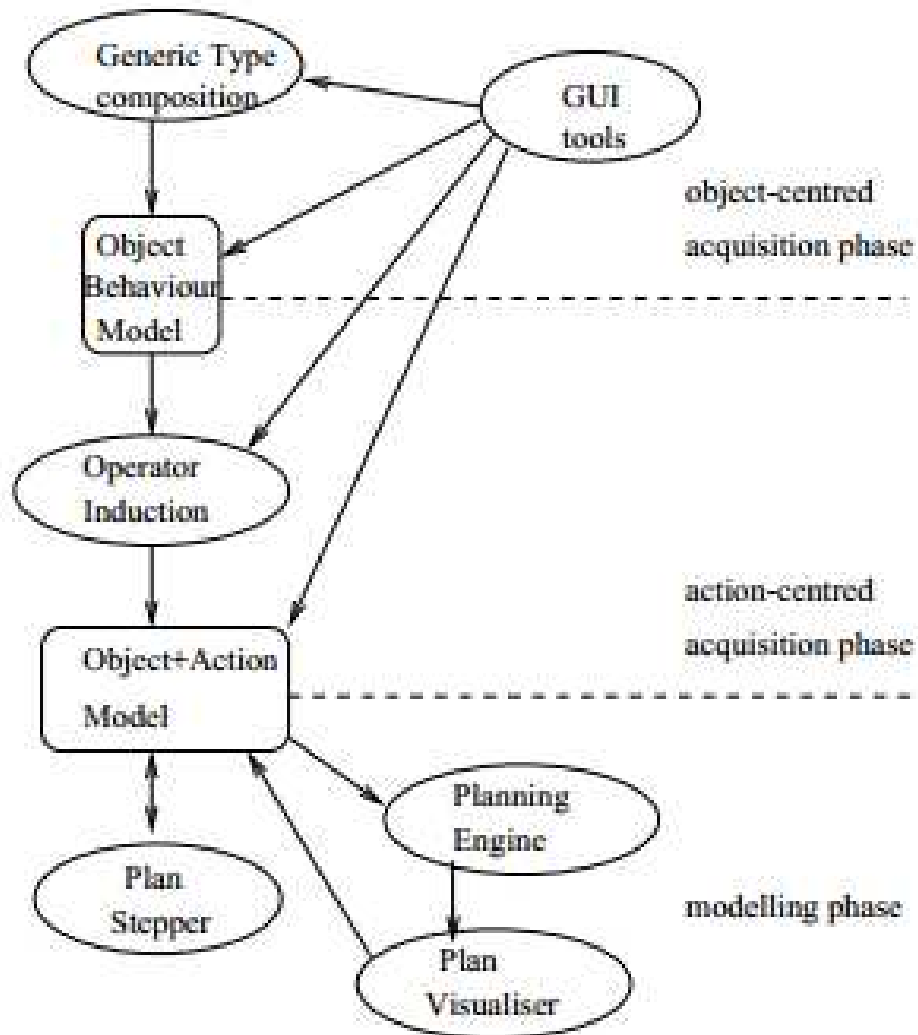 Generic Type
composition
GUI
tools
object-centred
acquisition phase
Object
Behaviour
Model
Operator
Induction
action-centred
acquisition phase
Object+Action
Model
Planning
Engine
Plan
Stepper
modelling phase
Plan
Visualiser